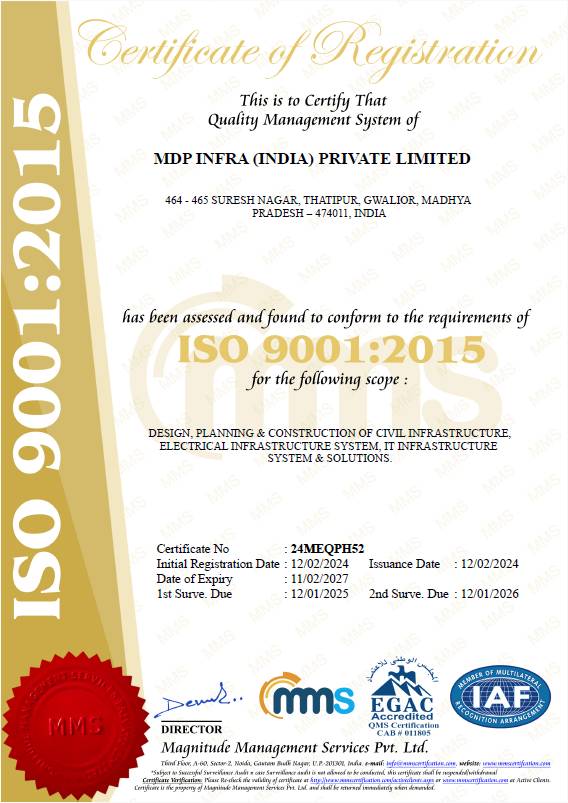 Certificate of Registration
This is to Certify That
Quality Management System of
MDP INFRA (INDIA) PRIVATE LIMITED
464 - 465 SURESH NAGAR, THATIPUR, GWALIOR, MADHYA
PRADESH – 474011, INDIA
has been assessed and found to conform to the requirements of
ISO 9001:2015
for the following scope :
DESIGN, PLANNING & CONSTRUCTION OF CIVIL INFRASTRUCTURE,
ELECTRICAL INFRASTRUCTURE SYSTEM, IT INFRASTRUCTURE
SYSTEM & SOLUTIONS.
Certificate No : 24MEQPH52
Initial Registration Date : 12/02/2024 Issuance Date : 12/02/2024
Date of Expiry : 11/02/2027
1st Surve. Due : 12/01/2025 2nd Surve. Due : 12/01/2026
ISO 9001:2015
MMS
DIRECTOR
mms
المجلس الوطني للاعتماد
EGAC
Accredited
QMS Certification
CAB # 011805
MEMBER OF MULTILATERAL
IAF
RECOGNITION ARRANGEMENT
Magnitude Management Services Pvt. Ltd.
Third Floor, A-60, Sector-2, Noida, Gautam Budh Nagar, U.P.-201301, India. e-mail: info@mmscertification.com, website: www.mmscertification.com
*Subject to Successful Surveillance Audit n case Surveillance audit is not allowed to be conducted, this certificate shall be suspended/withdrawal
Certificate Verification: Please Re-check the validity of certificate at http://www.mmscertification.com/activeclient.aspx or www.mmscertification.com at Active Clients.
Certificate is the property of Magnitude Management Services Pvt. Ltd. and shall be returned immediately when demanded.